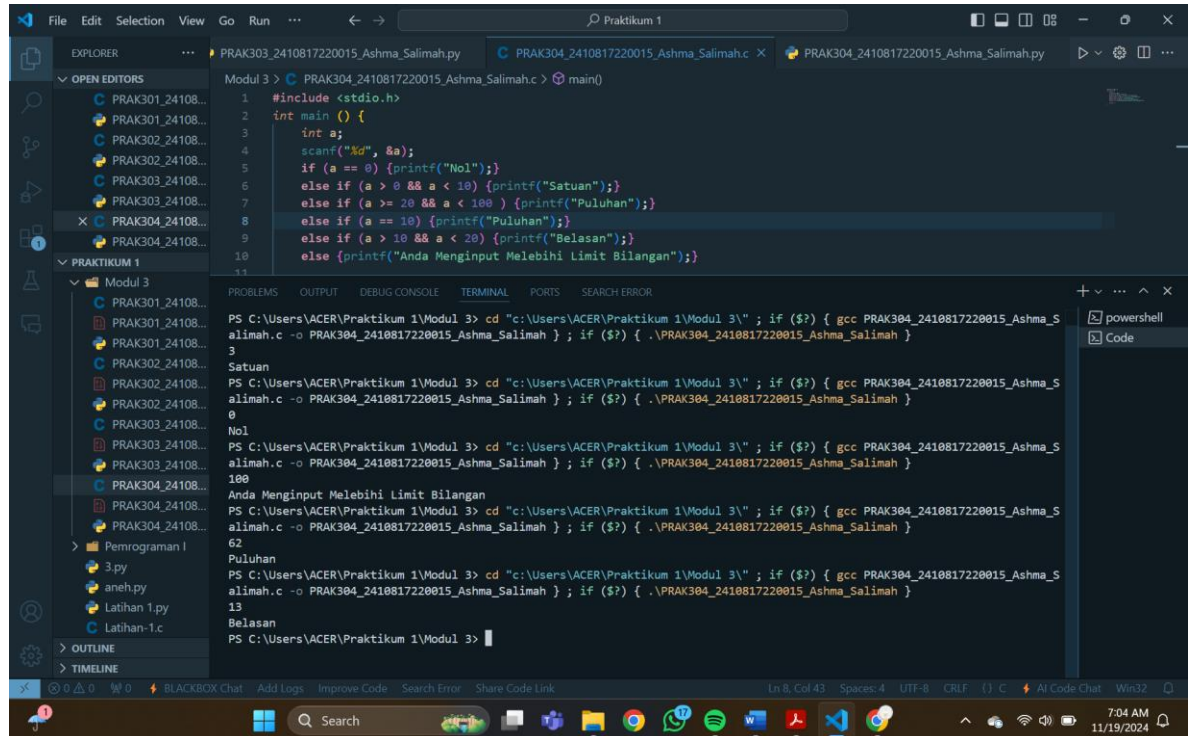 File Edit Selection View Go Run ··· Praktikum 1
EXPLORER ···
PRAK303_2410817220015_Ashma_Salimah.py PRAK304_2410817220015_Ashma_Salimah.c PRAK304_2410817220015_Ashma_Salimah.py
OPEN EDITORS
PRAK301_24108...
PRAK301_24108...
PRAK302_24108...
PRAK302_24108...
PRAK303_24108...
PRAK303_24108...
PRAK304_24108...
PRAK304_24108...
PRAKTIKUM 1
Modul 3
PRAK301_24108...
PRAK301_24108...
PRAK301_24108...
PRAK302_24108...
PRAK302_24108...
PRAK302_24108...
PRAK303_24108...
PRAK303_24108...
PRAK303_24108...
PRAK304_24108...
PRAK304_24108...
PRAK304_24108...
Pemrograman I
3.py
aneh.py
Latihan 1.py
Latihan-1.c
OUTLINE
TIMELINE
Modul 3 > C PRAK304_2410817220015_Ashma_Salimah.c > main()
1 #include <stdio.h>
2 int main () {
3 int a;
4 scanf("%d", &a);
5 if (a == 0) {printf("Nol");}
6 else if (a > 0 && a < 10) {printf("Satuan");}
7 else if (a >= 20 && a < 100 ) {printf("Puluhan");}
8 else if (a == 10) {printf("Puluhan");}
9 else if (a > 10 && a < 20) {printf("Belasan");}
10 else {printf("Anda Menginput Melebihi Limit Bilangan");}
11
PROBLEMS OUTPUT DEBUG CONSOLE TERMINAL PORTS SEARCH ERROR
PS C:\Users\ACER\Praktikum 1\Modul 3> cd "c:\Users\ACER\Praktikum 1\Modul 3\" ; if ($?) { gcc PRAK304_2410817220015_Ashma_S
alimah.c -o PRAK304_2410817220015_Ashma_Salimah } ; if ($?) { .\PRAK304_2410817220015_Ashma_Salimah }
3
Satuan
PS C:\Users\ACER\Praktikum 1\Modul 3> cd "c:\Users\ACER\Praktikum 1\Modul 3\" ; if ($?) { gcc PRAK304_2410817220015_Ashma_S
alimah.c -o PRAK304_2410817220015_Ashma_Salimah } ; if ($?) { .\PRAK304_2410817220015_Ashma_Salimah }
0
Nol
PS C:\Users\ACER\Praktikum 1\Modul 3> cd "c:\Users\ACER\Praktikum 1\Modul 3\" ; if ($?) { gcc PRAK304_2410817220015_Ashma_S
alimah.c -o PRAK304_2410817220015_Ashma_Salimah } ; if ($?) { .\PRAK304_2410817220015_Ashma_Salimah }
100
Anda Menginput Melebihi Limit Bilangan
PS C:\Users\ACER\Praktikum 1\Modul 3> cd "c:\Users\ACER\Praktikum 1\Modul 3\" ; if ($?) { gcc PRAK304_2410817220015_Ashma_S
alimah.c -o PRAK304_2410817220015_Ashma_Salimah } ; if ($?) { .\PRAK304_2410817220015_Ashma_Salimah }
62
Puluhan
PS C:\Users\ACER\Praktikum 1\Modul 3> cd "c:\Users\ACER\Praktikum 1\Modul 3\" ; if ($?) { gcc PRAK304_2410817220015_Ashma_S
alimah.c -o PRAK304_2410817220015_Ashma_Salimah } ; if ($?) { .\PRAK304_2410817220015_Ashma_Salimah }
13
Belasan
PS C:\Users\ACER\Praktikum 1\Modul 3>
powershell
Code
0 0 0 BLACKBOX Chat Add Logs Improve Code Search Error Share Code Link Ln 8, Col 43 Spaces: 4 UTF-8 CRLF {} C AI Code Chat Win32
Search
7:04 AM
11/19/2024